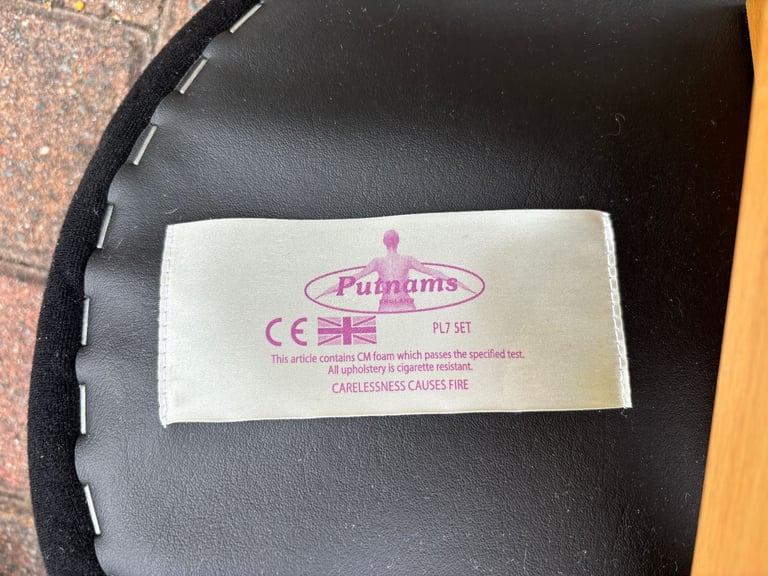 Putnams
ENGLAND
CE PL7 5ET
This article contains CM foam which passes the specified test.
All upholstery is cigarette resistant.
CARELESSNESS CAUSES FIRE